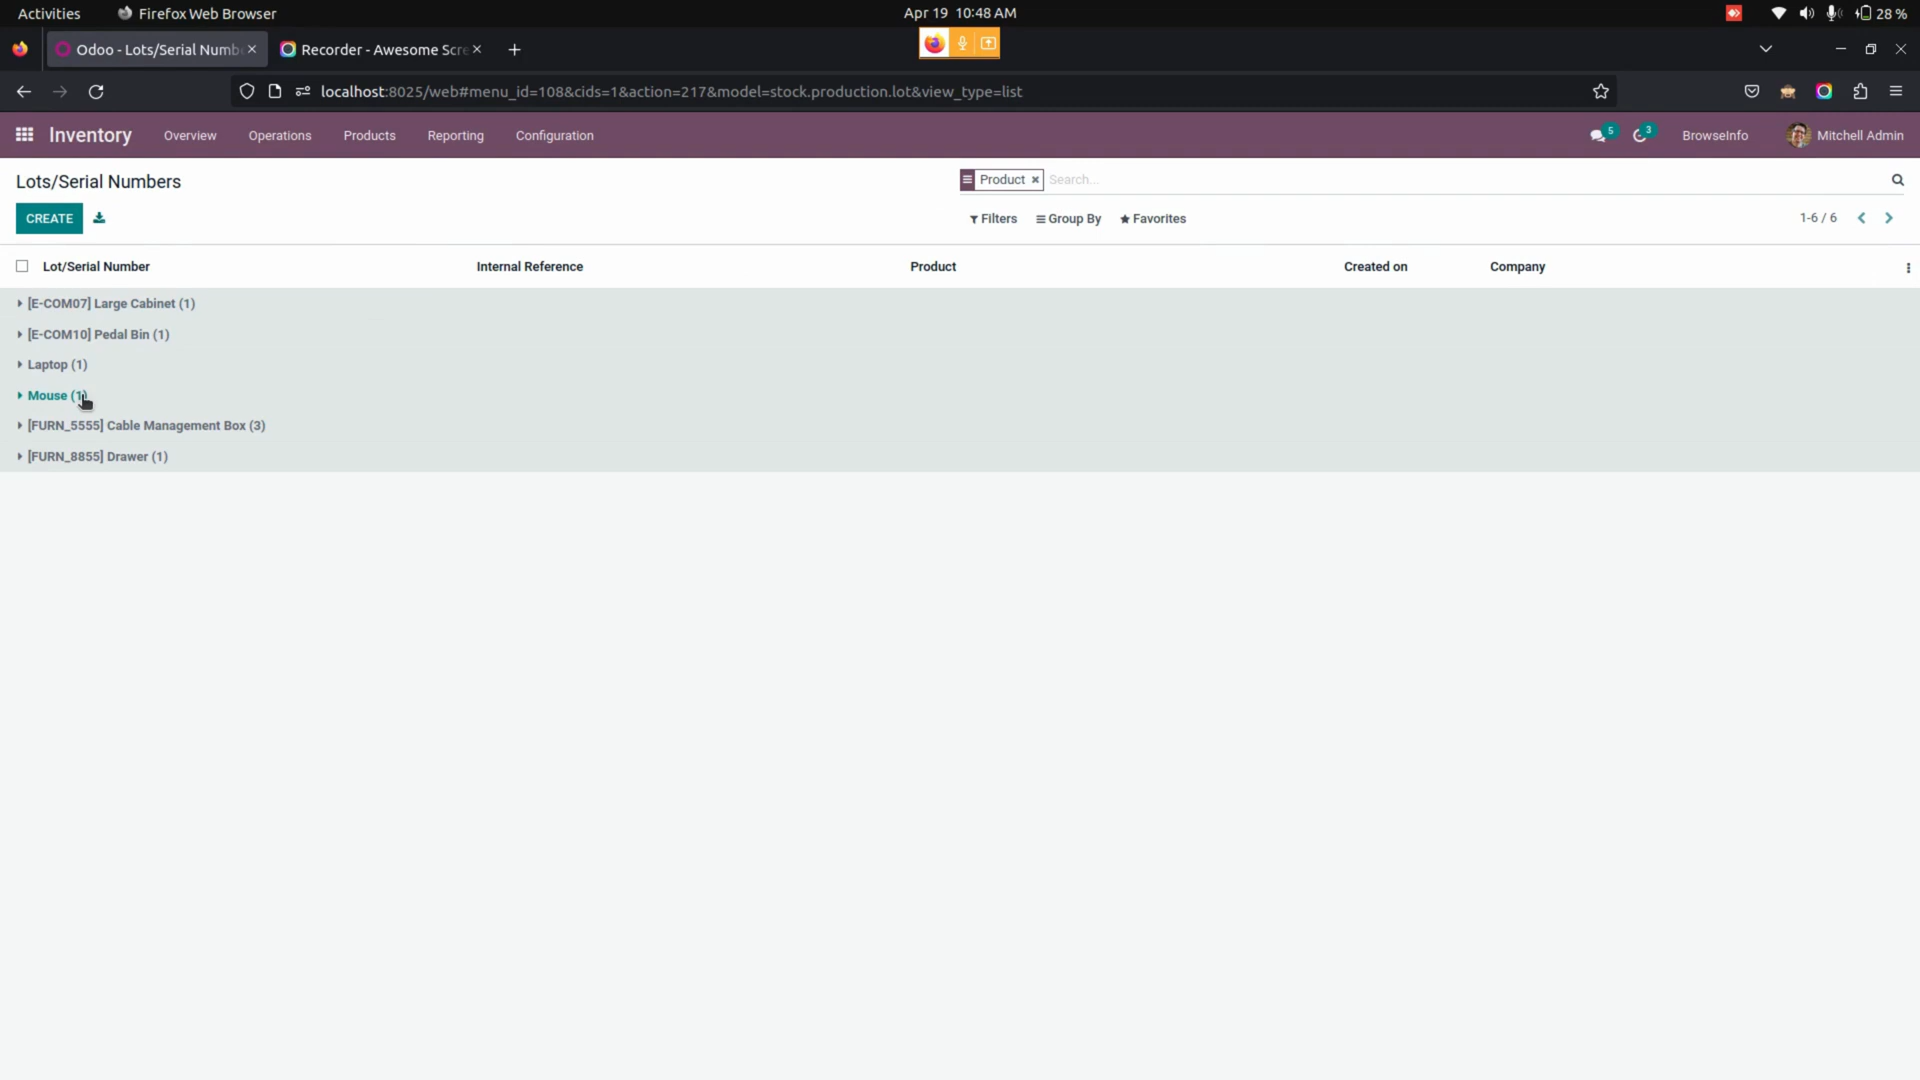 Activities Firefox Web Browser Apr 19 10:48 AM 28 %
Odoo - Lots/Serial Numb Recorder - Awesome Scre
localhost:8025/web#menu_id=108&cids=1&action=217&model=stock.production.lot&view_type=list
Inventory Overview Operations Products Reporting Configuration 5 3 BrowseInfo Mitchell Admin
Lots/Serial Numbers Product Search...
CREATE Filters Group By Favorites 1-6 / 6
Lot/Serial Number Internal Reference Product Created on Company
[E-COM07] Large Cabinet (1)
[E-COM10] Pedal Bin (1)
Laptop (1)
Mouse (1)
[FURN_5555] Cable Management Box (3)
[FURN_8855] Drawer (1)